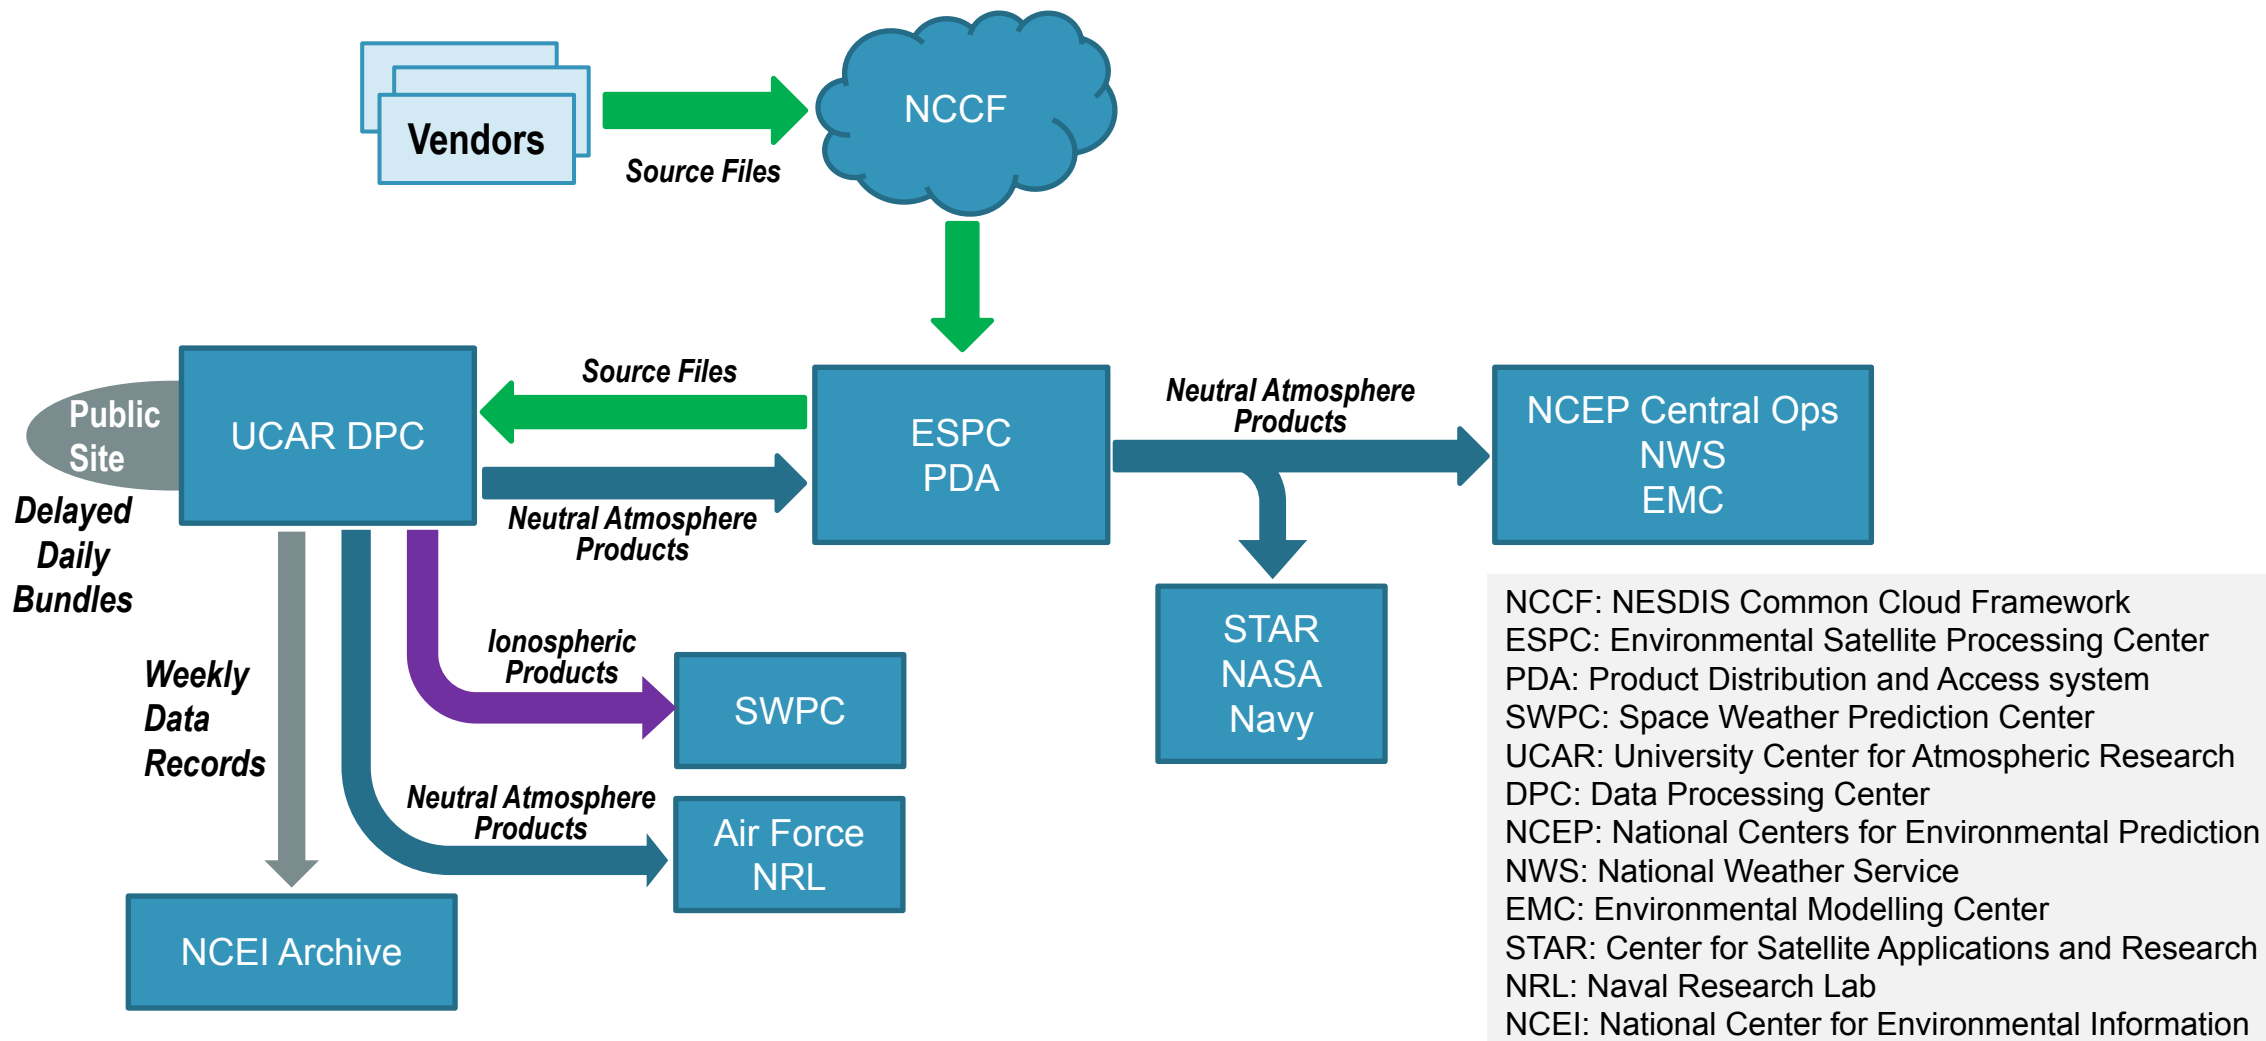 Vendors
Source Files
NCCF
Public
Site
UCAR DPC
Source Files
Neutral Atmosphere
Products
ESPC
PDA
Neutral Atmosphere
Products
NCEP Central Ops
NWS
EMC
Delayed
Daily
Bundles
Weekly
Data
Records
Ionospheric
Products
SWPC
Neutral Atmosphere
Products
Air Force
NRL
NCEI Archive
STAR
NASA
Navy
NCCF: NESDIS Common Cloud Framework
ESPC: Environmental Satellite Processing Center
PDA: Product Distribution and Access system
SWPC: Space Weather Prediction Center
UCAR: University Center for Atmospheric Research
DPC: Data Processing Center
NCEP: National Centers for Environmental Prediction
NWS: National Weather Service
EMC: Environmental Modelling Center
STAR: Center for Satellite Applications and Research
NRL: Naval Research Lab
NCEI: National Center for Environmental Information